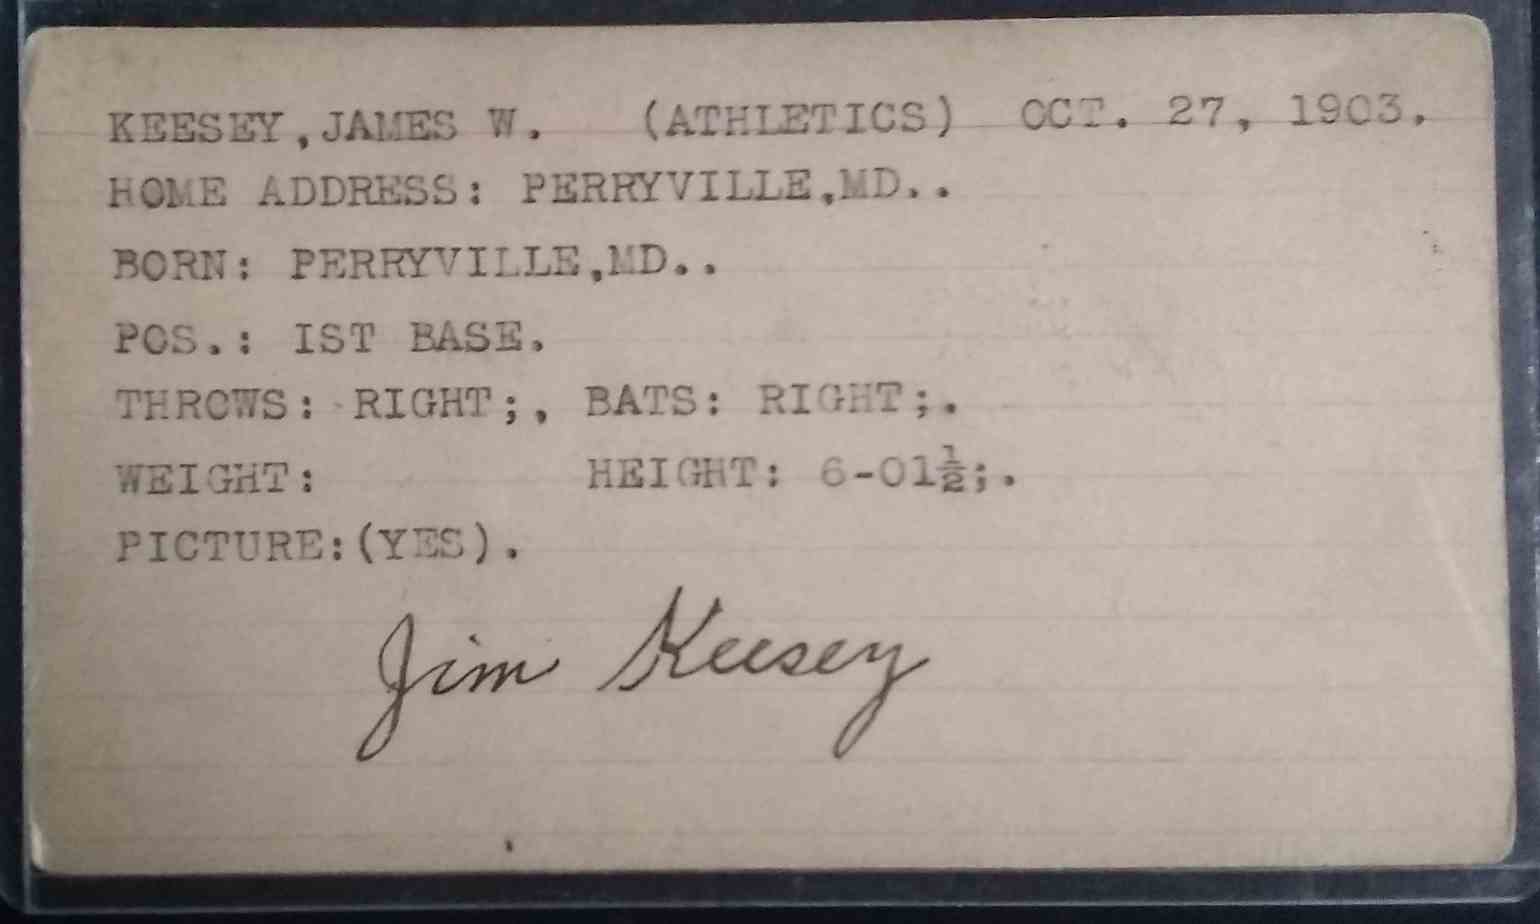 KEESEY,JAMES W. (ATHLETICS) OCT. 27, 1903.
HOME ADDRESS: PERRYVILLE,MD..
BORN: PERRYVILLE,MD..
POS.: IST BASE.
THROWS: RIGHT;, BATS: RIGHT;.
WEIGHT: HEIGHT: 6-01½;.
PICTURE:(YES).
Jim Keesey